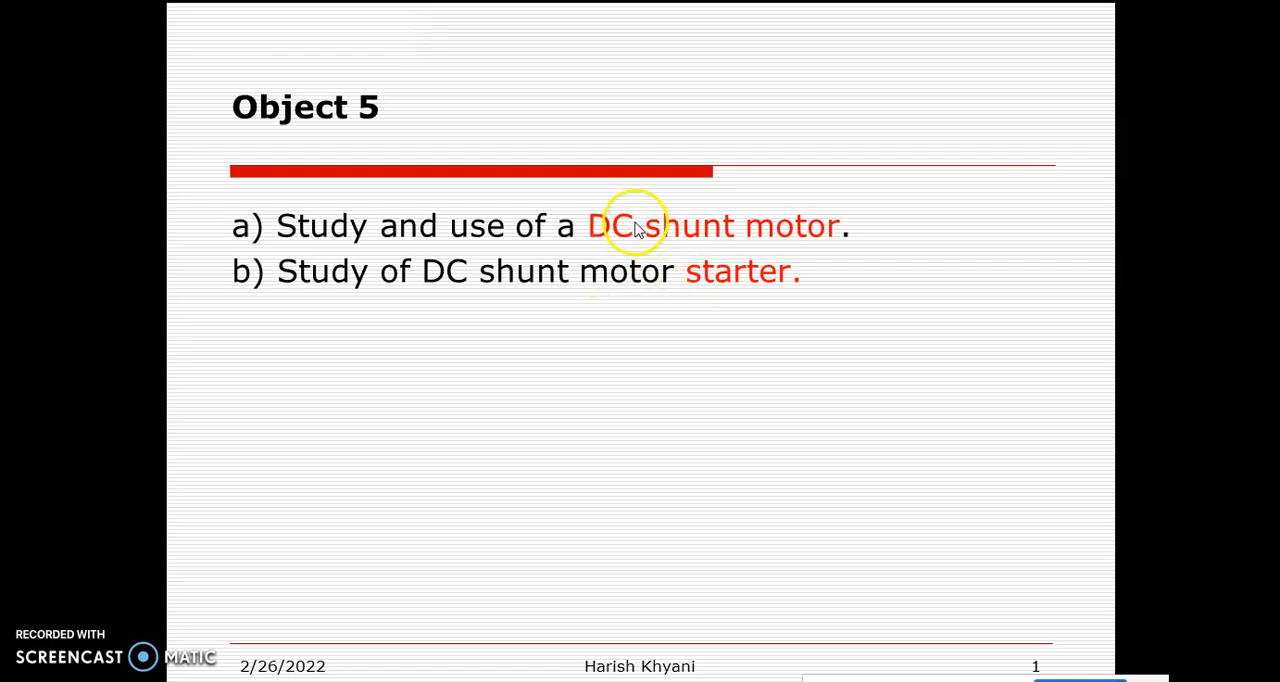 Object 5
a) Study and use of a DC shunt motor.
b) Study of DC shunt motor starter.
RECORDED WITH
SCREENCAST MATIC
2/26/2022 Harish Khyani 1